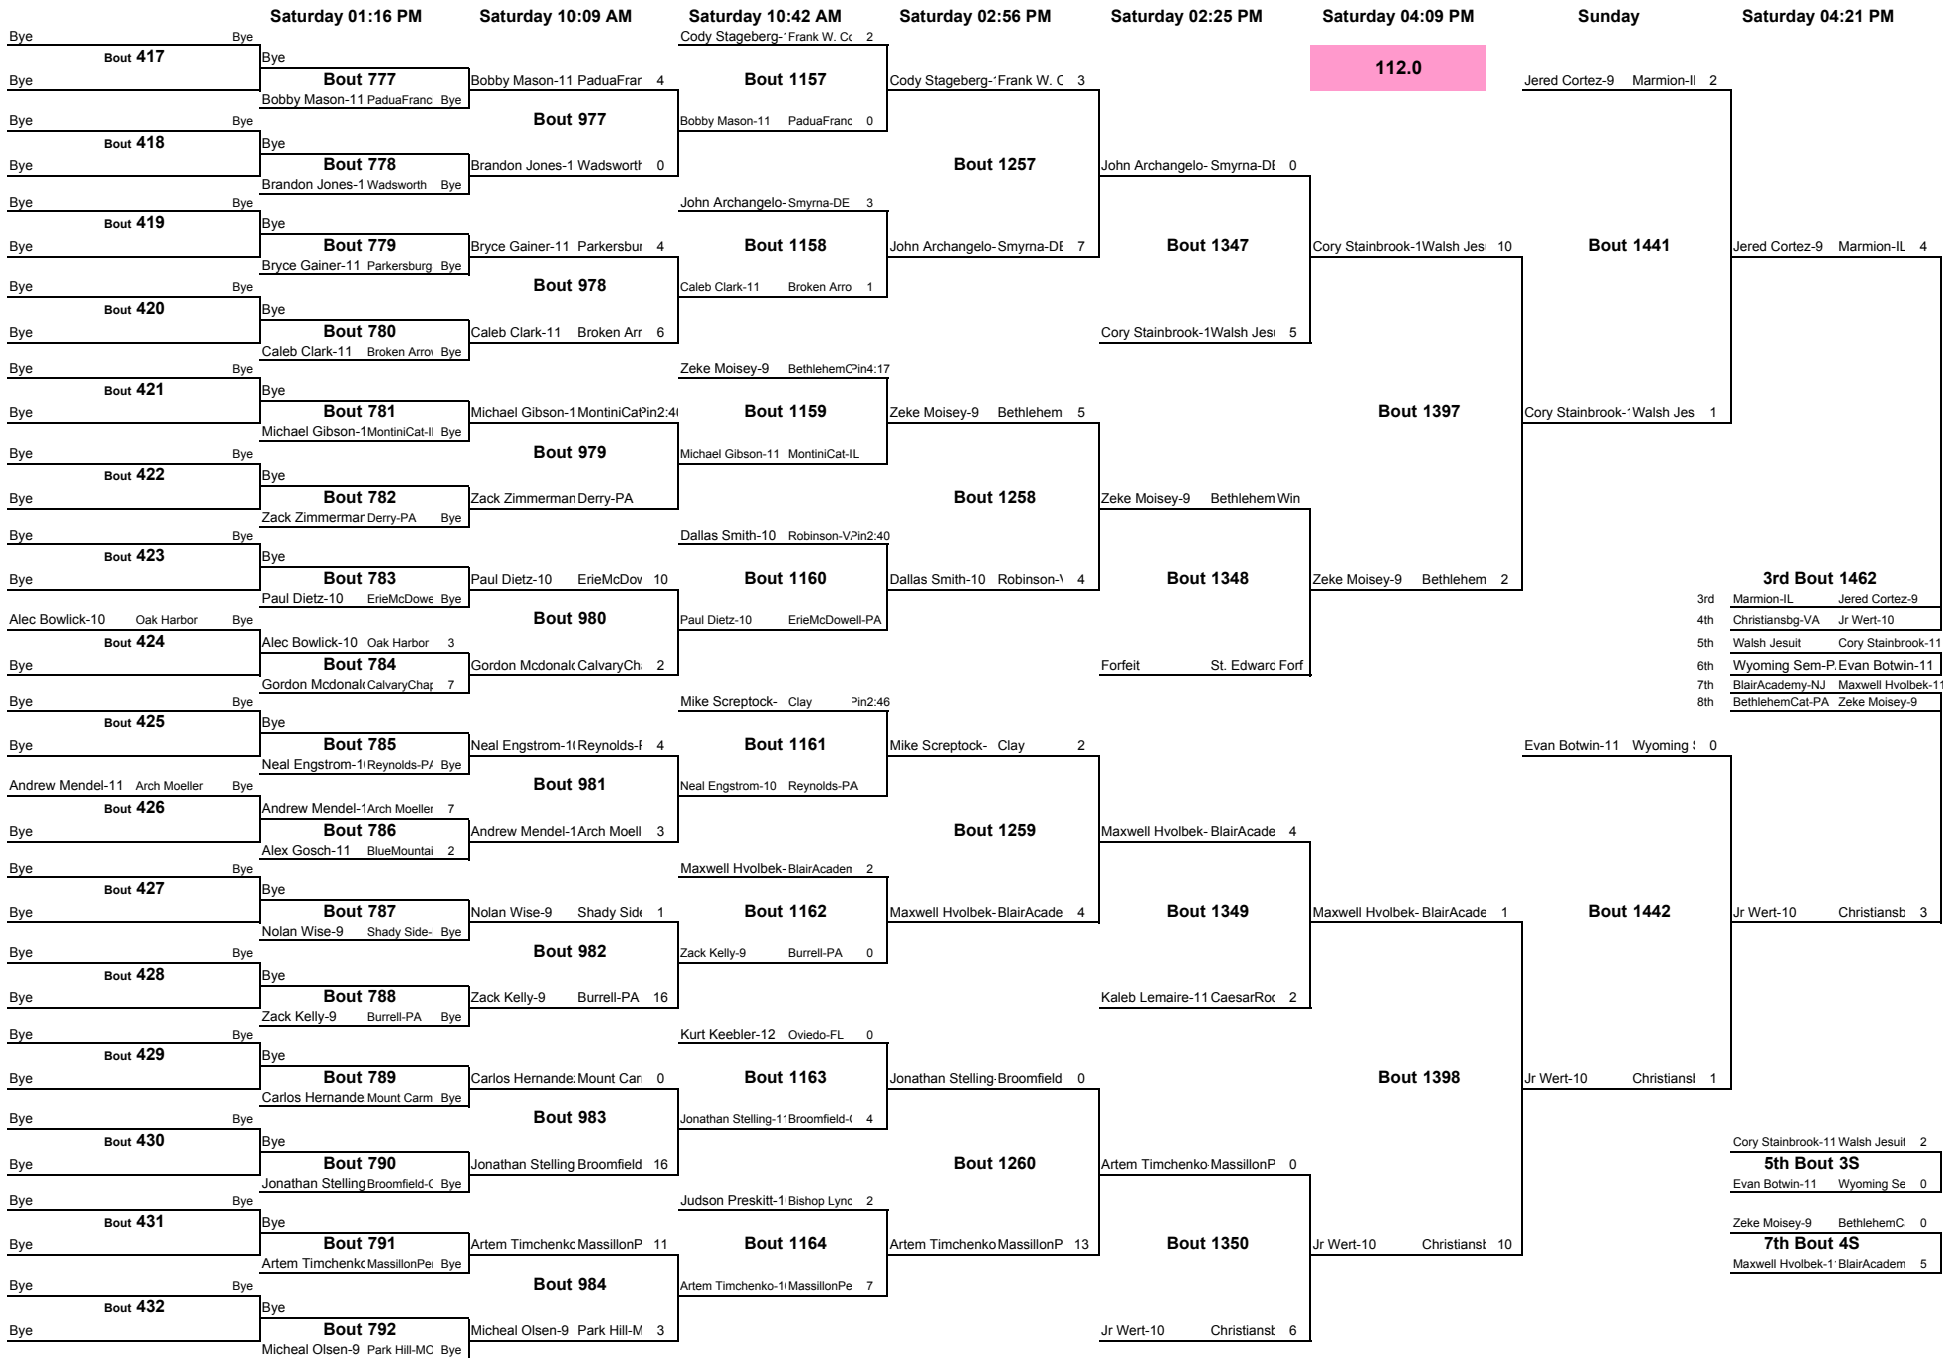 Saturday 01:16 PM Saturday 10:09 AM Saturday 10:42 AM Saturday 02:56 PM Saturday 02:25 PM Saturday 04:09 PM Sunday Saturday 04:21 PM
112.0
Bye Bye
Bout 417
Bye
Bye Bye
Bout 418
Bye
Bye Bye
Bout 419
Bye
Bye Bye
Bout 420
Bye
Bye Bye
Bout 421
Bye
Bye Bye
Bout 422
Bye
Bye Bye
Bout 423
Bye
Alec Bowlick-10 Oak Harbor Bye
Bout 424
Bye
Bye Bye
Bout 425
Bye
Andrew Mendel-11 Arch Moeller Bye
Bout 426
Bye
Bye Bye
Bout 427
Bye
Bye Bye
Bout 428
Bye
Bye Bye
Bout 429
Bye
Bye Bye
Bout 430
Bye
Bye Bye
Bout 431
Bye
Bye Bye
Bout 432
Bye
Bye
Bout 777
Bobby Mason-11 PaduaFranc Bye
Bye
Bout 778
Brandon Jones-1 Wadsworth Bye
Bye
Bout 779
Bryce Gainer-11 Parkersburg Bye
Bye
Bout 780
Caleb Clark-11 Broken Arro Bye
Bye
Bout 781
Michael Gibson-1 MontiniCat-I Bye
Bye
Bout 782
Zack Zimmermar Derry-PA Bye
Bye
Bout 783
Paul Dietz-10 ErieMcDowe Bye
Alec Bowlick-10 Oak Harbor 3
Bout 784
Gordon Mcdonal CalvaryChap 7
Bye
Bout 785
Neal Engstrom-1 Reynolds-PA Bye
Andrew Mendel-1 Arch Moeller 7
Bout 786
Alex Gosch-11 BlueMountai 2
Bye
Bout 787
Nolan Wise-9 Shady Side- Bye
Bye
Bout 788
Zack Kelly-9 Burrell-PA Bye
Bye
Bout 789
Carlos Hernande Mount Carm Bye
Bye
Bout 790
Jonathan Stelling Broomfield-C Bye
Bye
Bout 791
Artem Timchenko MassillonPe Bye
Bye
Bout 792
Micheal Olsen-9 Park Hill-MO Bye
Bobby Mason-11 PaduaFrar 4
Bout 977
Brandon Jones-1 Wadsworth 0
Bryce Gainer-11 Parkersbur 4
Bout 978
Caleb Clark-11 Broken Arr 6
Michael Gibson-1 MontiniCat Pin2:40
Bout 979
Zack Zimmerman Derry-PA
Paul Dietz-10 ErieMcDow 10
Bout 980
Gordon Mcdonald CalvaryCh 2
Neal Engstrom-10 Reynolds-F 4
Bout 981
Andrew Mendel-1 Arch Moell 3
Nolan Wise-9 Shady Side 1
Bout 982
Zack Kelly-9 Burrell-PA 16
Carlos Hernande Mount Car 0
Bout 983
Jonathan Stelling Broomfield 16
Artem Timchenko MassillonP 11
Bout 984
Micheal Olsen-9 Park Hill-M 3
Cody Stageberg- Frank W. Co 2
Bout 1157
Bobby Mason-11 PaduaFranc 0
John Archangelo- Smyrna-DE 3
Bout 1158
Caleb Clark-11 Broken Arro 1
Zeke Moisey-9 BethlehemC Pin4:17
Bout 1159
Michael Gibson-11 MontiniCat-IL
Dallas Smith-10 Robinson-V Pin2:40
Bout 1160
Paul Dietz-10 ErieMcDowell-PA
Mike Screptock- Clay Pin2:46
Bout 1161
Neal Engstrom-10 Reynolds-PA
Maxwell Hvolbek- BlairAcadem 2
Bout 1162
Zack Kelly-9 Burrell-PA 0
Kurt Keebler-12 Oviedo-FL 0
Bout 1163
Jonathan Stelling-1 Broomfield-C 4
Judson Preskitt-1 Bishop Lync 2
Bout 1164
Artem Timchenko-1 MassillonPe 7
Cody Stageberg- Frank W. C 3
Bout 1257
John Archangelo- Smyrna-DE 7
Zeke Moisey-9 Bethlehem 5
Bout 1258
Dallas Smith-10 Robinson-V 4
Mike Screptock- Clay 2
Bout 1259
Maxwell Hvolbek- BlairAcade 4
Jonathan Stelling- Broomfield 0
Bout 1260
Artem Timchenko MassillonP 13
John Archangelo- Smyrna-DE 0
Bout 1347
Cory Stainbrook-1 Walsh Jes 5
Zeke Moisey-9 Bethlehem Win
Bout 1348
Forfeit St. Edward Forf
Maxwell Hvolbek- BlairAcade 4
Bout 1349
Kaleb Lemaire-11 CaesarRod 2
Artem Timchenko MassillonP 0
Bout 1350
Jr Wert-10 Christiansb 6
Cory Stainbrook-1 Walsh Jes 10
Bout 1397
Zeke Moisey-9 Bethlehem 2
Maxwell Hvolbek- BlairAcade 1
Bout 1398
Jr Wert-10 Christiansb 10
Jered Cortez-9 Marmion-I 2
Bout 1441
Cory Stainbrook- Walsh Jes 1
Evan Botwin-11 Wyoming S 0
Bout 1442
Jr Wert-10 Christiansb 1
Jered Cortez-9 Marmion-IL 4
3rd Bout 1462
3rd Marmion-IL Jered Cortez-9
4th Christiansbg-VA Jr Wert-10
5th Walsh Jesuit Cory Stainbrook-11
6th Wyoming Sem-P Evan Botwin-11
7th BlairAcademy-NJ Maxwell Hvolbek-11
8th BethlehemCat-PA Zeke Moisey-9
Jr Wert-10 Christiansb 3
Cory Stainbrook-11 Walsh Jesuit 2
5th Bout 3S
Evan Botwin-11 Wyoming Se 0
Zeke Moisey-9 BethlehemC 0
7th Bout 4S
Maxwell Hvolbek-1 BlairAcadem 5